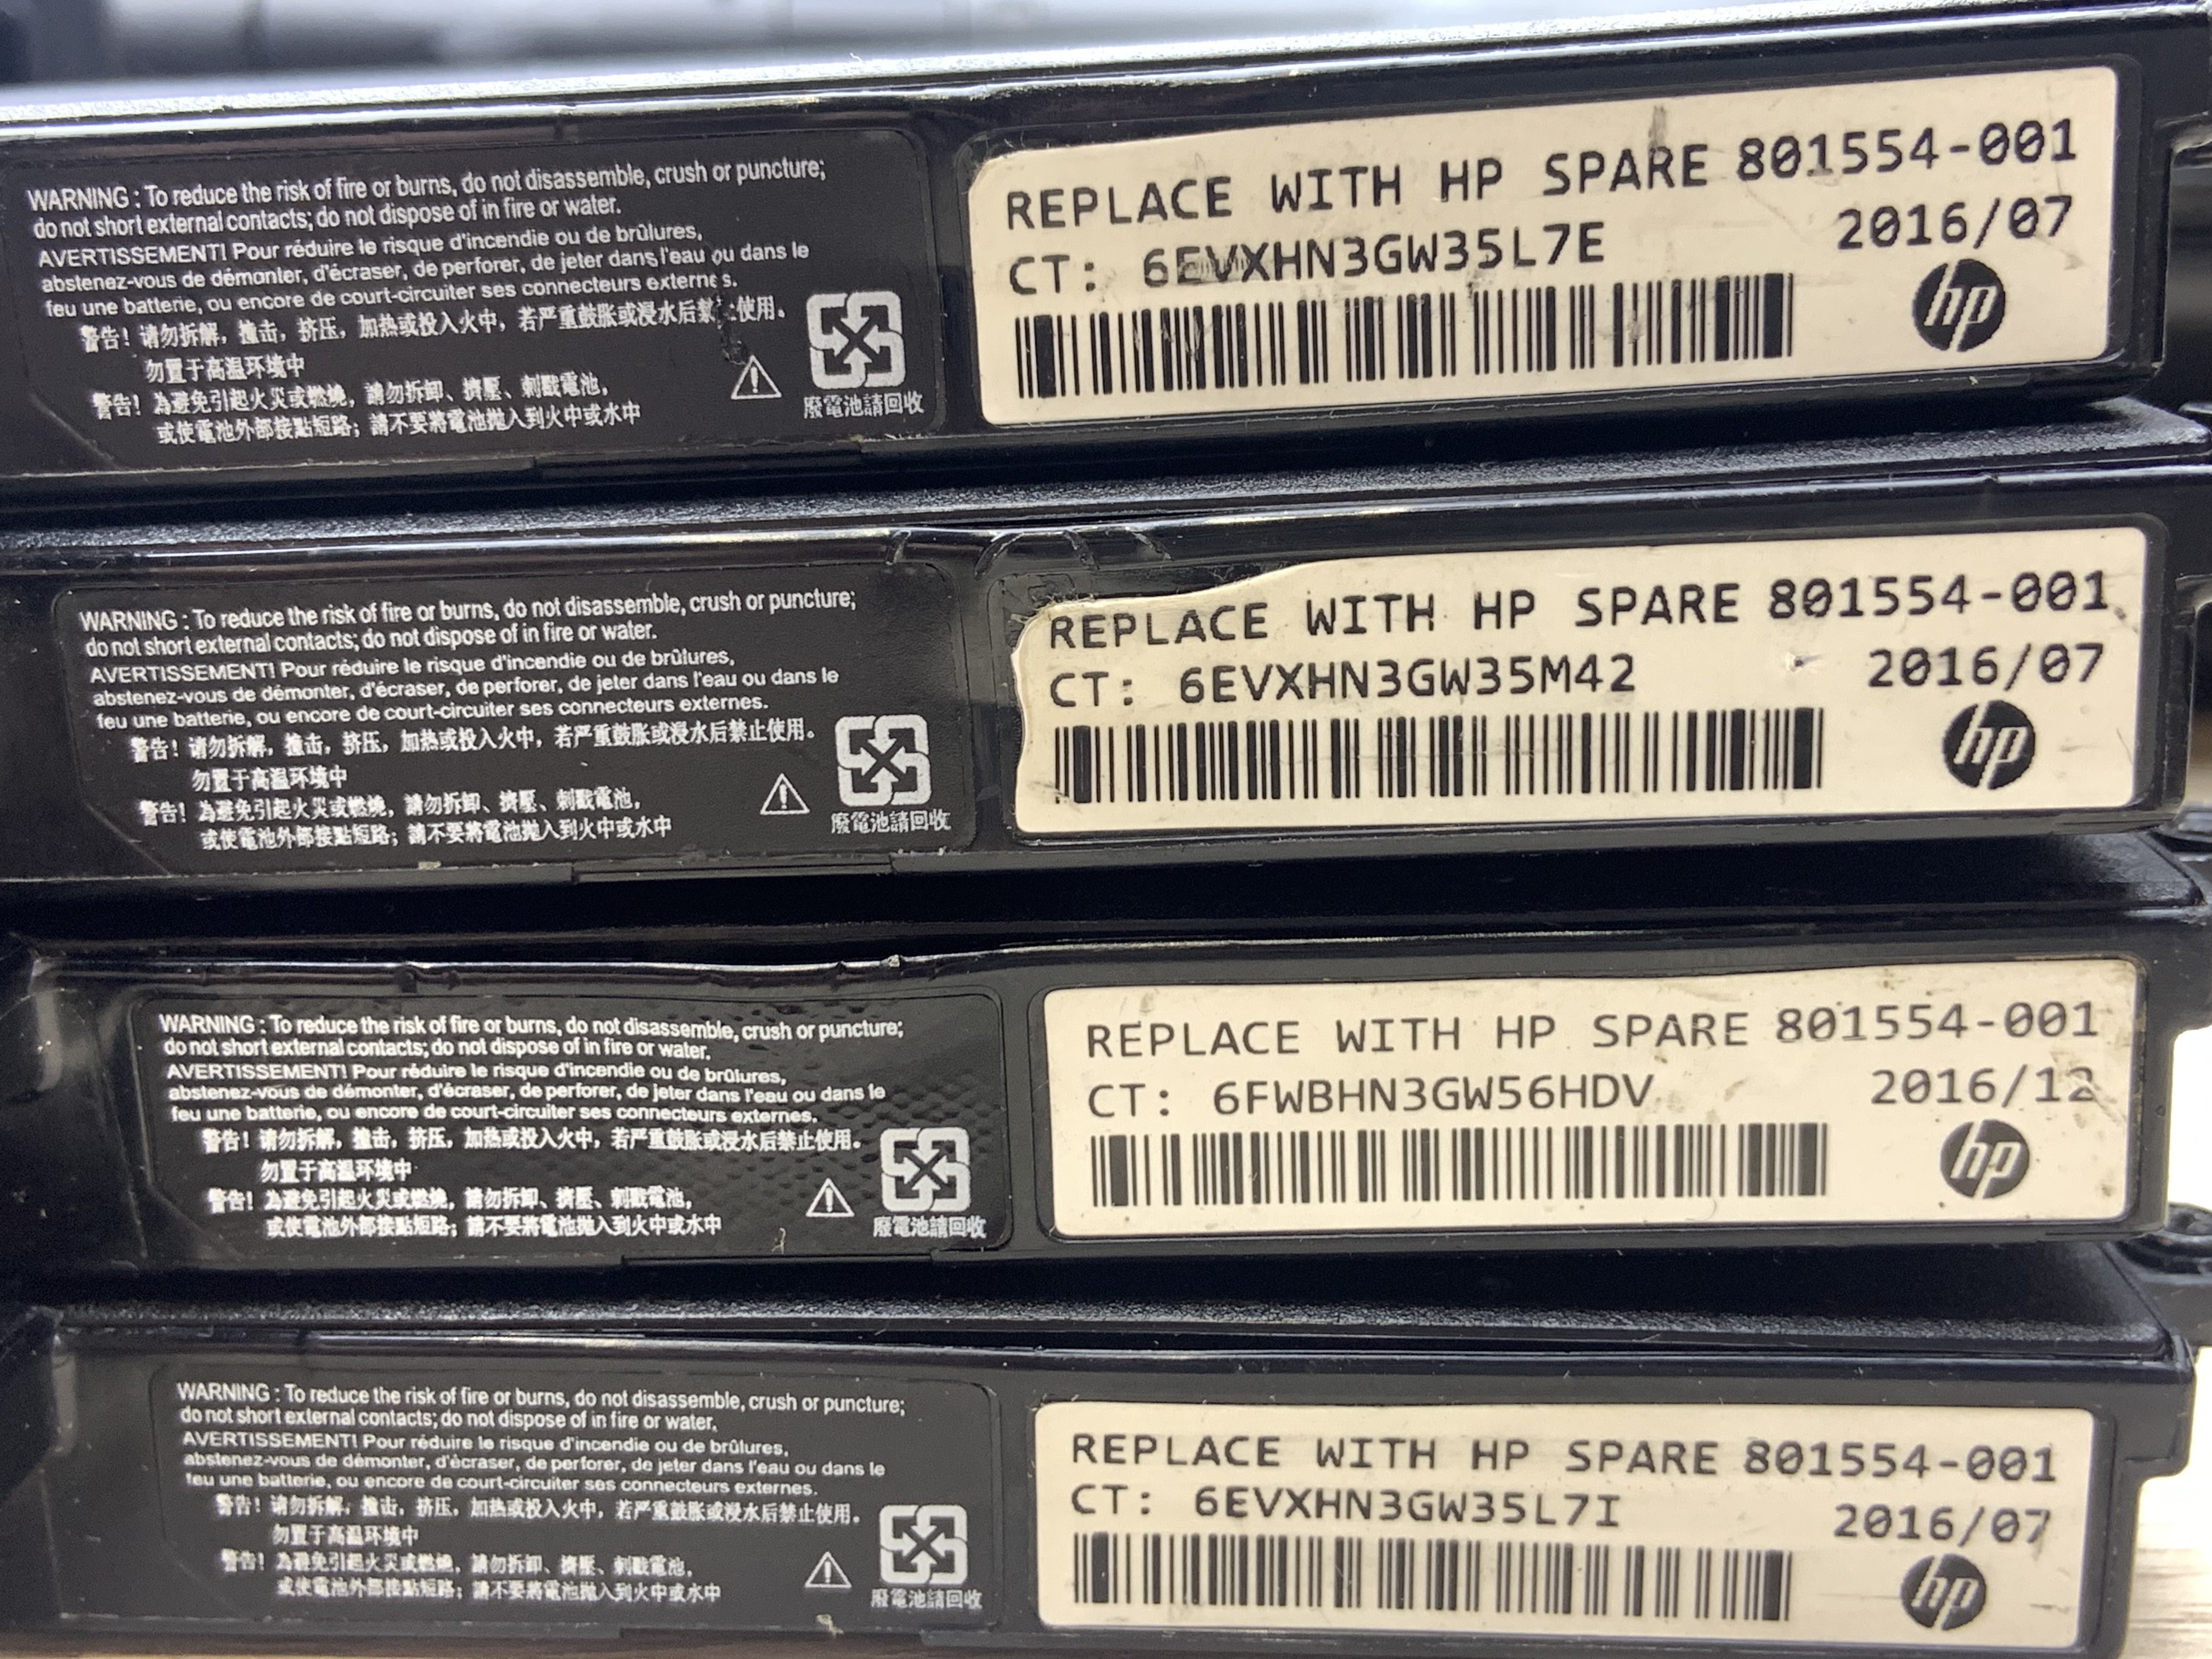 WARNING : To reduce the risk of fire or burns, do not disassemble, crush or puncture;
do not short external contacts; do not dispose of in fire or water.
AVERTISSEMENT! Pour réduire le risque d'incendie ou de brûlures,
abstenez-vous de démonter, d'écraser, de perforer, de jeter dans l'eau ou dans le
feu une batterie, ou encore de court-circuiter ses connecteurs externes.
警告! 请勿拆解, 撞击, 挤压, 加热或投入火中, 若严重鼓胀或浸水后禁止使用。
勿置于高温环境中
警告! 為避免引起火災或燃燒, 請勿拆卸、擠壓、刺戳電池,
或使電池外部接點短路; 請不要將電池拋入到火中或水中
廢電池請回收
REPLACE WITH HP SPARE 801554-001
CT: 6EVXHN3GW35L7E 2016/07
hp
WARNING : To reduce the risk of fire or burns, do not disassemble, crush or puncture;
do not short external contacts; do not dispose of in fire or water.
AVERTISSEMENT! Pour réduire le risque d'incendie ou de brûlures,
abstenez-vous de démonter, d'écraser, de perforer, de jeter dans l'eau ou dans le
feu une batterie, ou encore de court-circuiter ses connecteurs externes.
警告! 请勿拆解, 撞击, 挤压, 加热或投入火中, 若严重鼓胀或浸水后禁止使用。
勿置于高温环境中
警告! 為避免引起火災或燃燒, 請勿拆卸、擠壓、刺戳電池,
或使電池外部接點短路; 請不要將電池拋入到火中或水中
廢電池請回收
REPLACE WITH HP SPARE 801554-001
CT: 6EVXHN3GW35M42 2016/07
hp
WARNING : To reduce the risk of fire or burns, do not disassemble, crush or puncture;
do not short external contacts; do not dispose of in fire or water.
AVERTISSEMENT! Pour réduire le risque d'incendie ou de brûlures,
abstenez-vous de démonter, d'écraser, de perforer, de jeter dans l'eau ou dans le
feu une batterie, ou encore de court-circuiter ses connecteurs externes.
警告! 请勿拆解, 撞击, 挤压, 加热或投入火中, 若严重鼓胀或浸水后禁止使用。
勿置于高温环境中
警告! 為避免引起火災或燃燒, 請勿拆卸、擠壓、刺戳電池,
或使電池外部接點短路; 請不要將電池拋入到火中或水中
廢電池請回收
REPLACE WITH HP SPARE 801554-001
CT: 6FWBHN3GW56HDV 2016/12
hp
WARNING : To reduce the risk of fire or burns, do not disassemble, crush or puncture;
do not short external contacts; do not dispose of in fire or water.
AVERTISSEMENT! Pour réduire le risque d'incendie ou de brûlures,
abstenez-vous de démonter, d'écraser, de perforer, de jeter dans l'eau ou dans le
feu une batterie, ou encore de court-circuiter ses connecteurs externes.
警告! 请勿拆解, 撞击, 挤压, 加热或投入火中, 若严重鼓胀或浸水后禁止使用。
勿置于高温环境中
警告! 為避免引起火災或燃燒, 請勿拆卸、擠壓、刺戳電池,
或使電池外部接點短路; 請不要將電池拋入到火中或水中
廢電池請回收
REPLACE WITH HP SPARE 801554-001
CT: 6EVXHN3GW35L7I 2016/07
hp